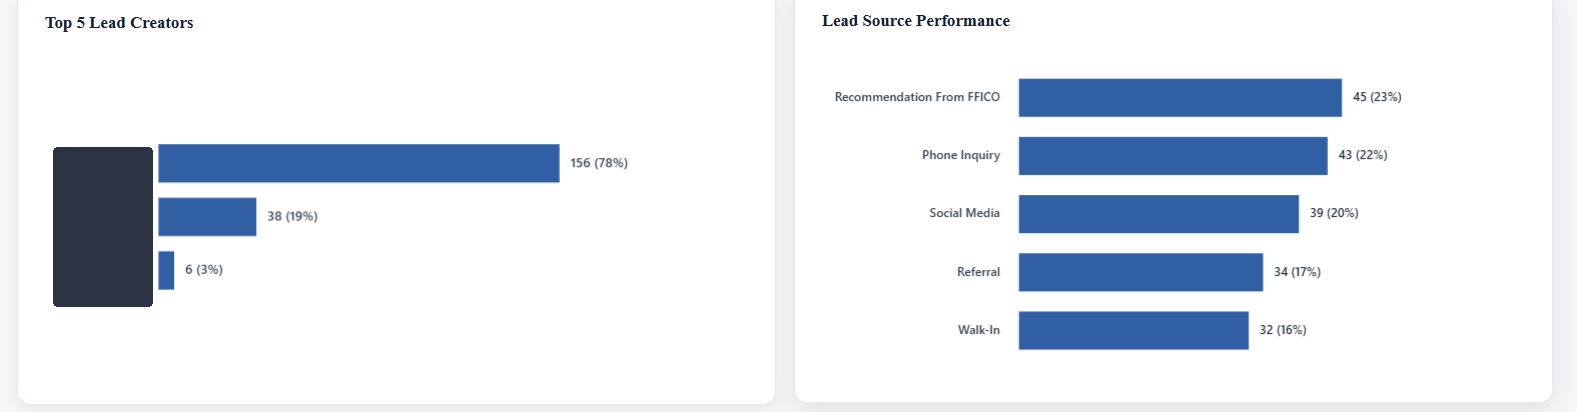 Top 5 Lead Creators
156 (78%)
38 (19%)
6 (3%)
Lead Source Performance
Recommendation From FFICO 45 (23%)
Phone Inquiry 43 (22%)
Social Media 39 (20%)
Referral 34 (17%)
Walk-In 32 (16%)